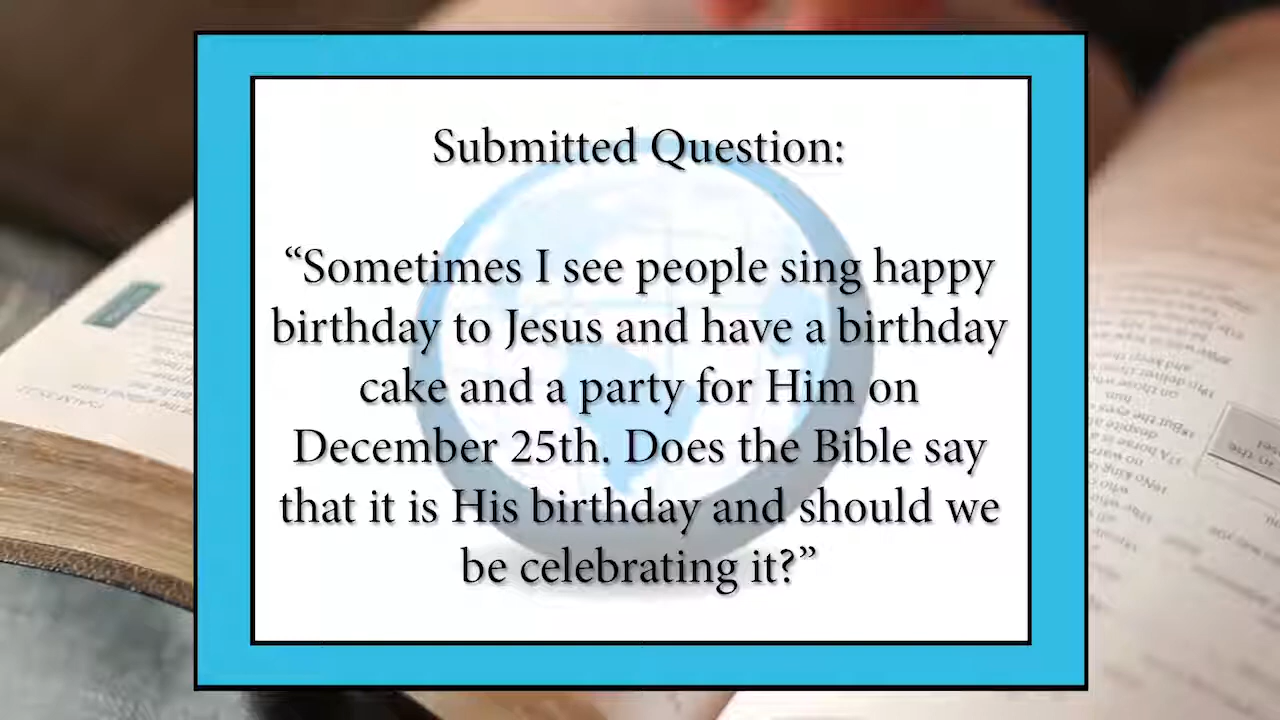 Submitted Question:
“Sometimes I see people sing happy
birthday to Jesus and have a birthday
cake and a party for Him on
December 25th. Does the Bible say
that it is His birthday and should we
be celebrating it?”